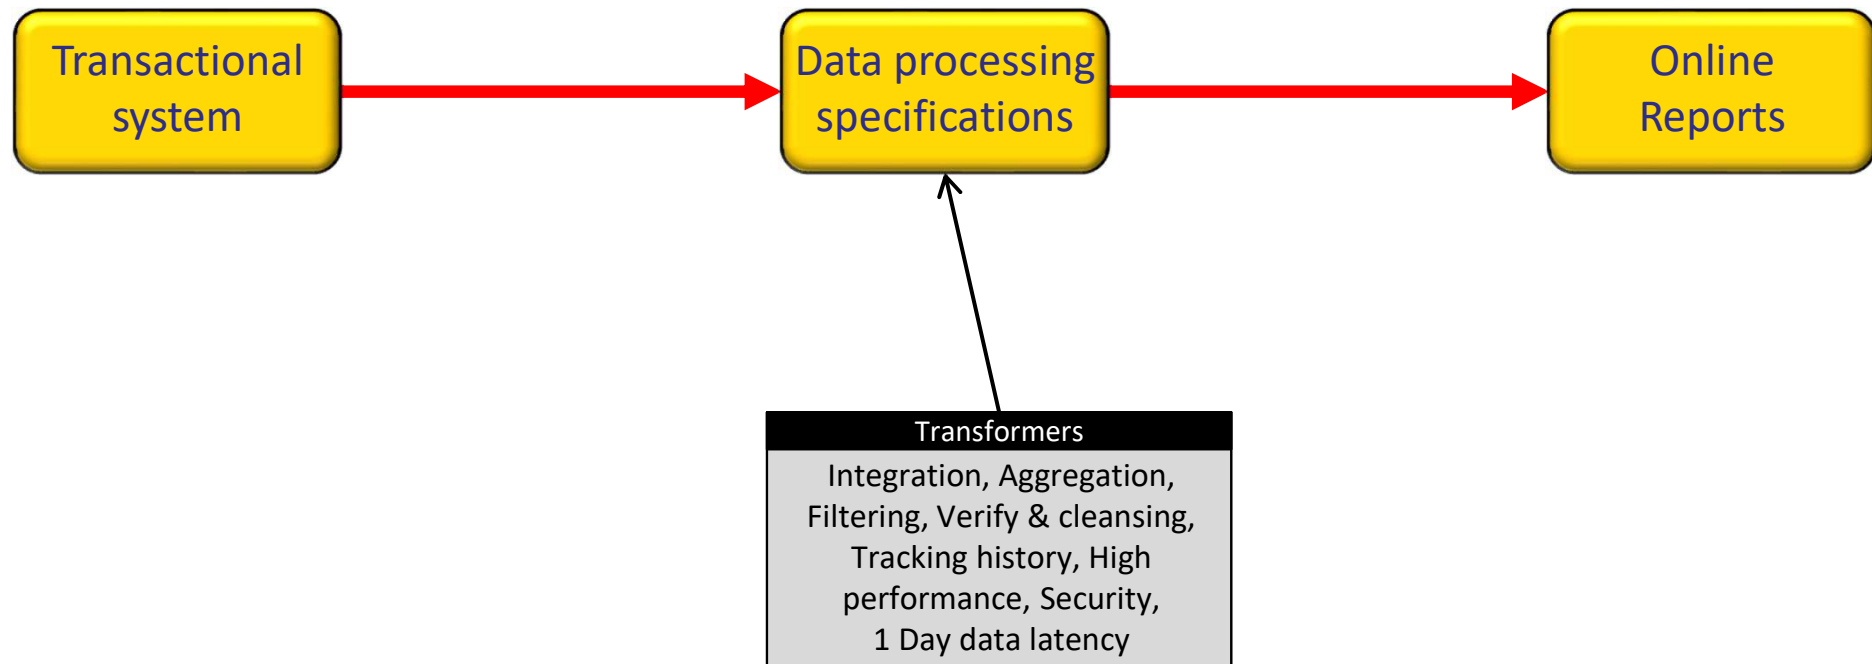 Transactional
system
Data processing
specifications
Online
Reports
Transformers
Integration, Aggregation,
Filtering, Verify & cleansing,
Tracking history, High
performance, Security,
1 Day data latency